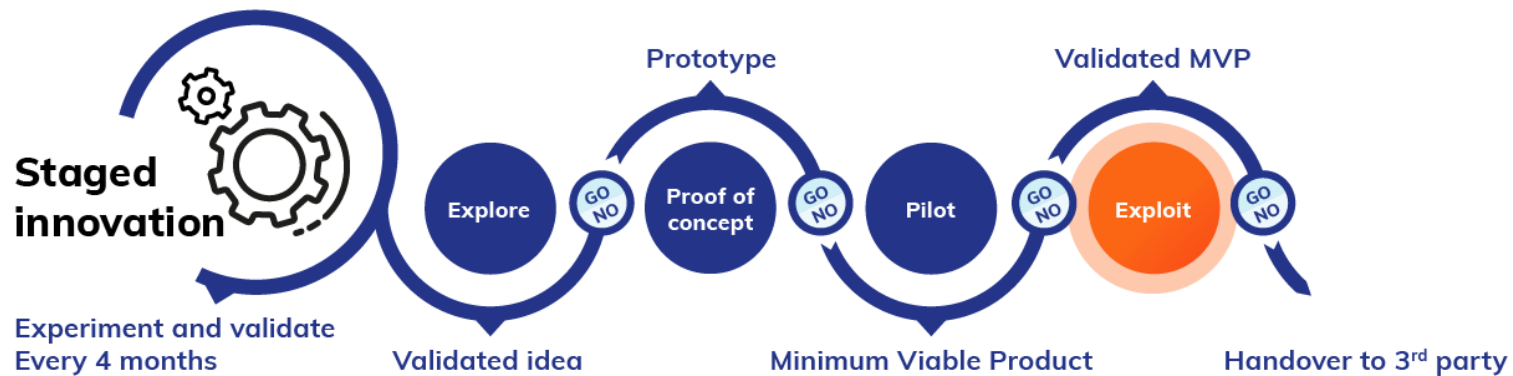 Prototype
Validated MVP
Staged
innovation
Explore
GO
NO
Proof of
concept
GO
NO
Pilot
GO
NO
Exploit
GO
NO
Experiment and validate
Every 4 months
Validated idea
Minimum Viable Product
Handover to 3rd party